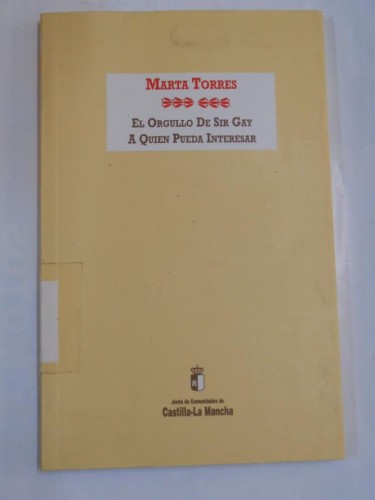 MARTA TORRES
EL ORGULLO DE SIR GAY
A QUIEN PUEDA INTERESAR
Junta de Comunidades de
Castilla-La Mancha